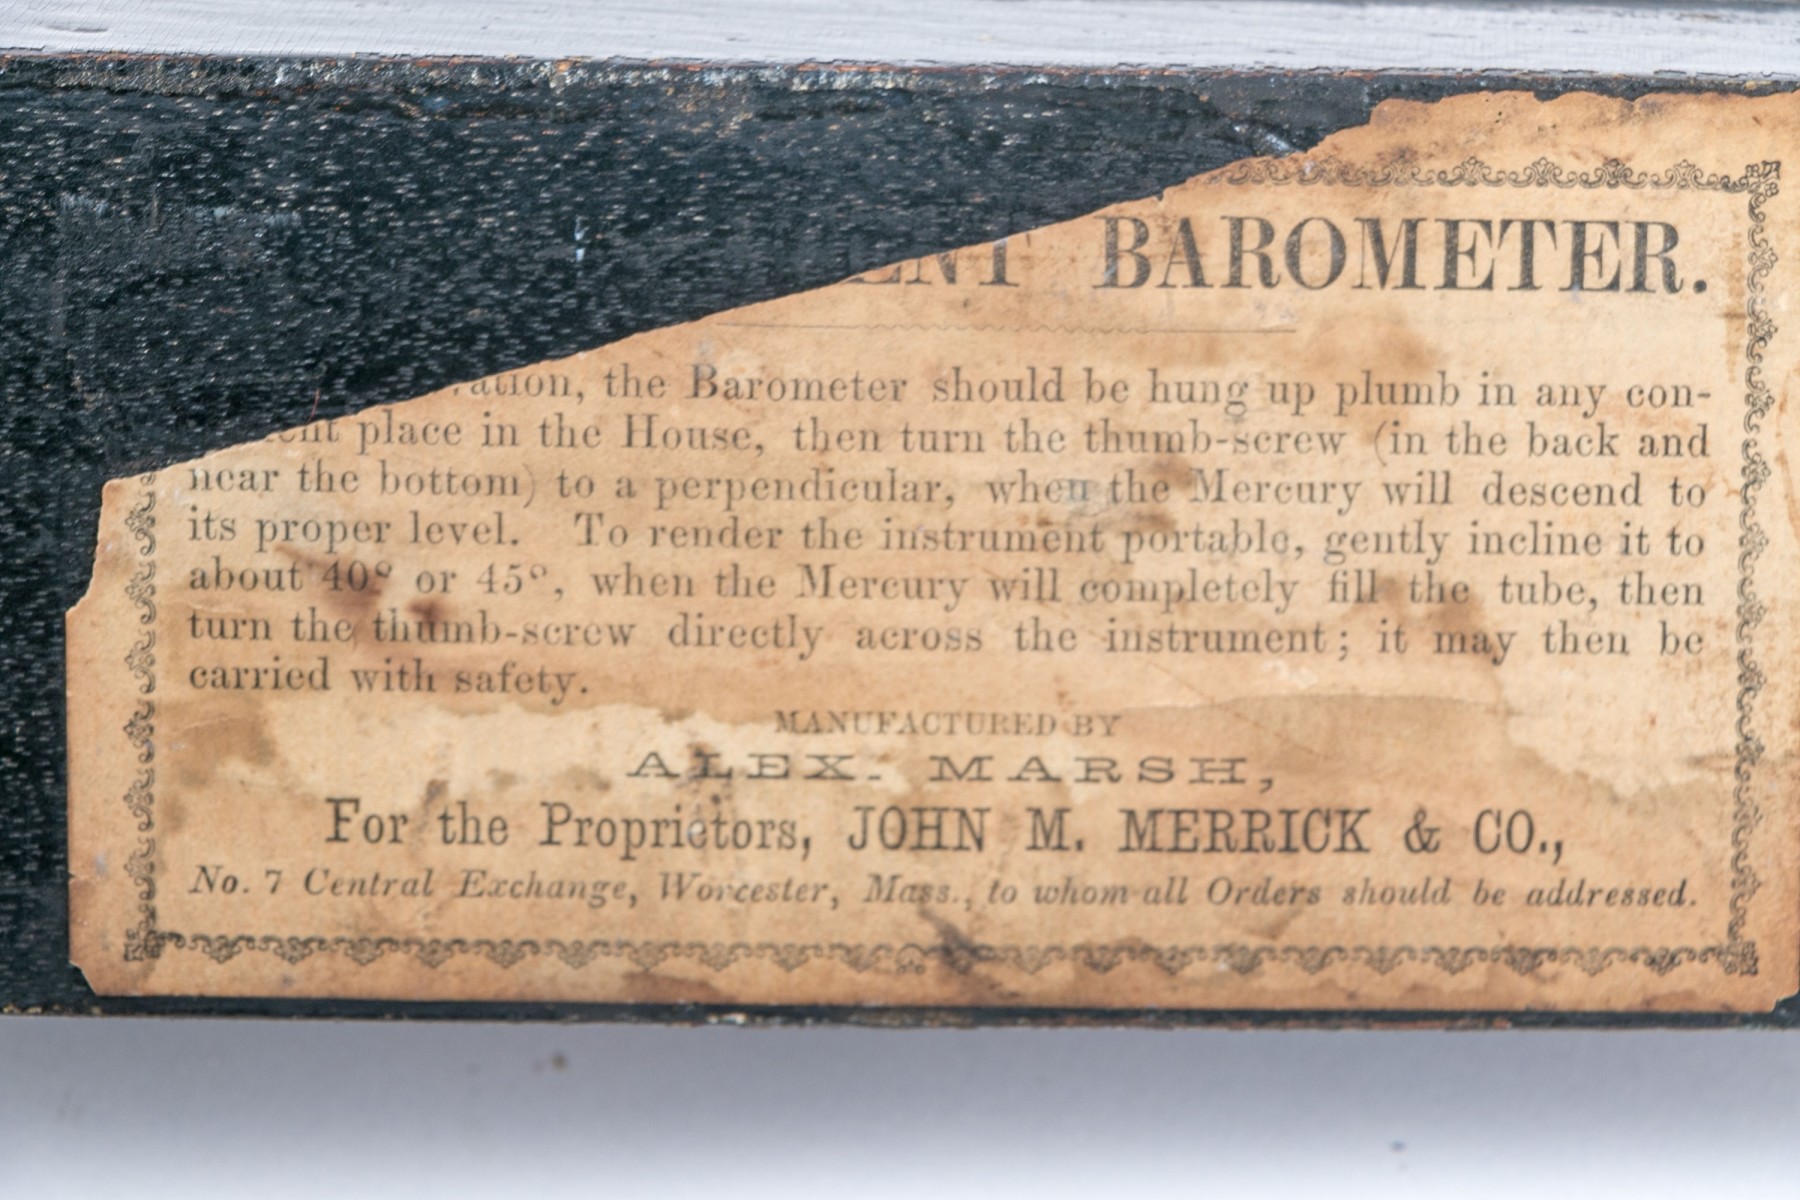 BAROMETER.
the Barometer should be hung up plumb in any con-
place in the House, then turn the thumb-screw (in the back and
near the bottom) to a perpendicular, when the Mercury will descend to
its proper level. To render the instrument portable, gently incline it to
about 40° or 45°, when the Mercury will completely fill the tube, then
turn the thumb-screw directly across the instrument; it may then be
carried with safety.
MANUFACTURED BY
ALEX. MARSH,
For the Proprietors, JOHN M. MERRICK & CO.,
No. 7 Central Exchange, Worcester, Mass., to whom all Orders should be addressed.